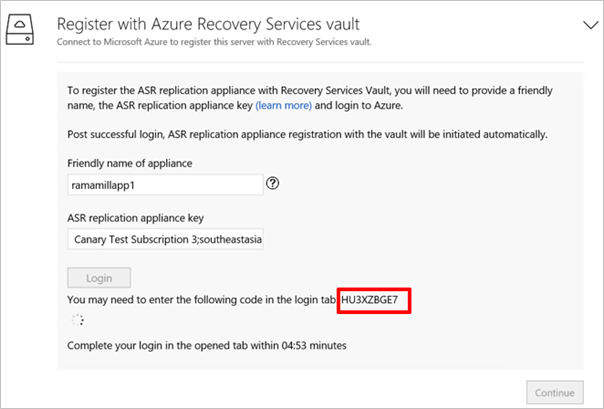 Register with Azure Recovery Services vault
Connect to Microsoft Azure to register this server with Recovery Services vault.
To register the ASR replication appliance with Recovery Services Vault, you will need to provide a friendly
name, the ASR replication appliance key (learn more) and login to Azure.
Post successful login, ASR replication appliance registration with the vault will be initiated automatically.
Friendly name of appliance
ramamillapp1
?
ASR replication appliance key
Canary Test Subscription 3;southeastasia
Login
You may need to enter the following code in the login tab HU3XZBGE7
Complete your login in the opened tab within 04:53 minutes
Continue